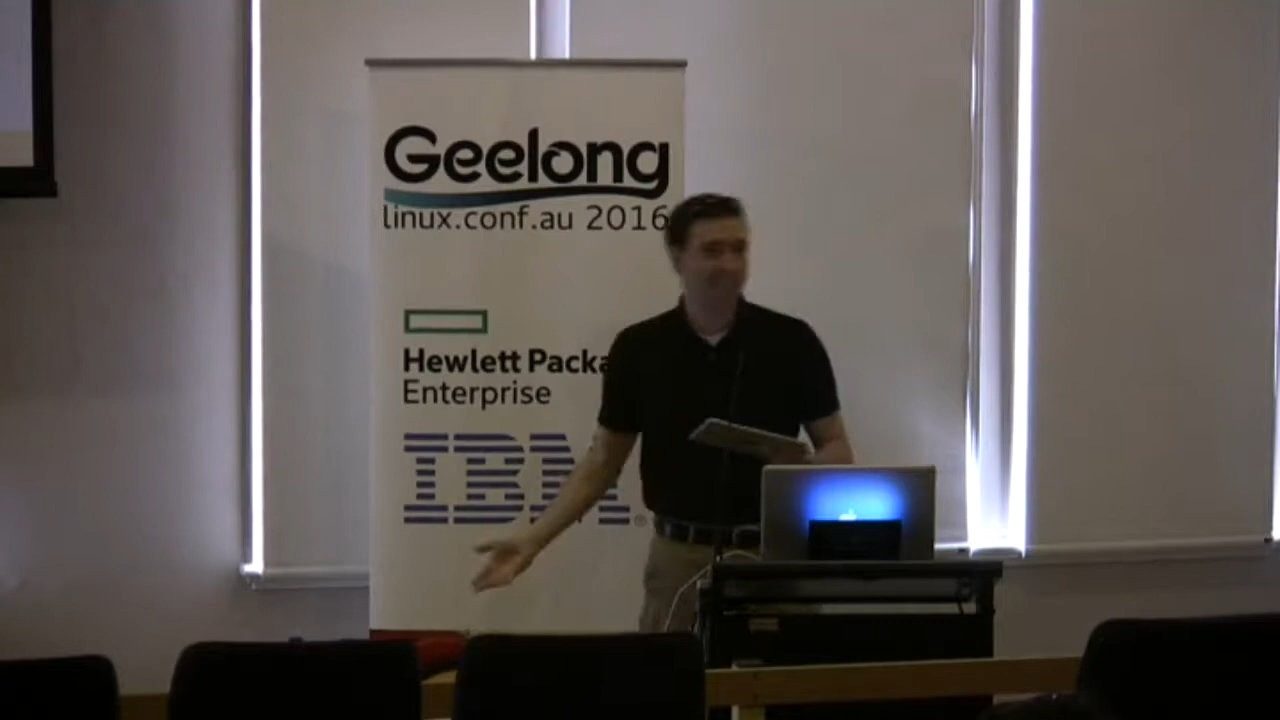 Geelong
linux.conf.au 2016
Hewlett Packa
Enterprise
IBM